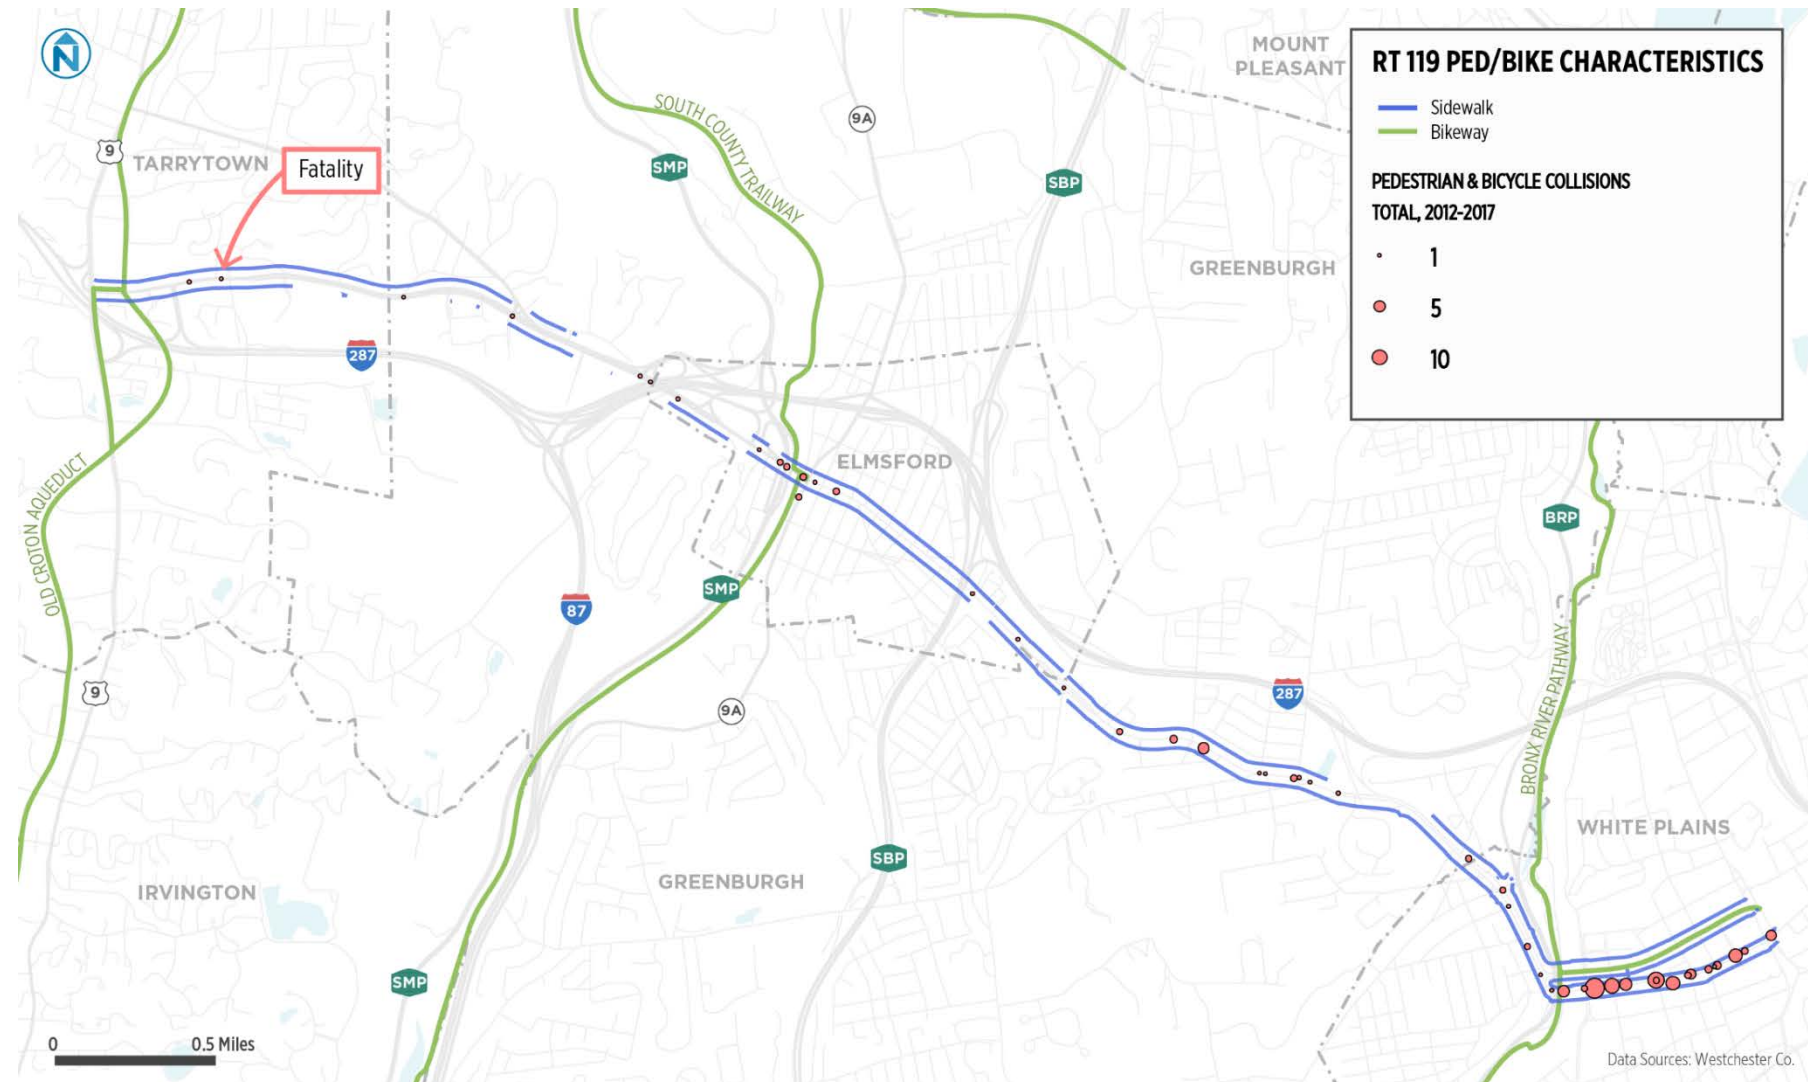 N
MOUNT
PLEASANT
RT 119 PED/BIKE CHARACTERISTICS
Sidewalk
Bikeway
PEDESTRIAN & BICYCLE COLLISIONS
TOTAL, 2012-2017
1
5
10
SOUTH COUNTY TRAILWAY
9A
9
TARRYTOWN
Fatality
SMP
SBP
GREENBURGH
287
ELMSFORD
OLD CROTON AQUEDUCT
BRP
SMP
87
9
9A
287
BRONX RIVER PATHWAY
WHITE PLAINS
SBP
GREENBURGH
IRVINGTON
SMP
0
0.5 Miles
Data Sources: Westchester Co.